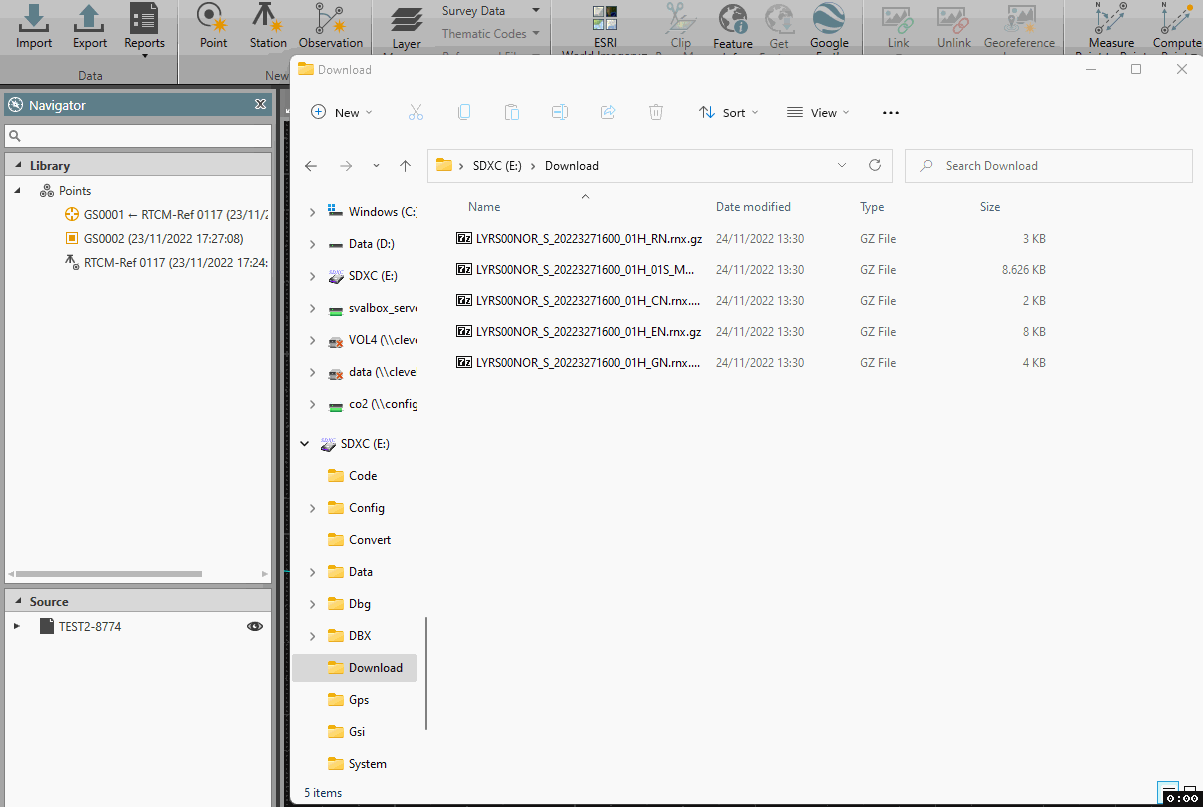 Survey Data
Thematic Codes
Import Export Reports Point Station Observation Layer ESRI Clip Feature Get Google Link Unlink Georeference Measure Compute
Data New
Download
Navigator
New Sort View
Library
SDXC (E:) Download Search Download
Points
GS0001 ← RTCM-Ref 0117 (23/11/2
GS0002 (23/11/2022 17:27:08)
RTCM-Ref 0117 (23/11/2022 17:24:
Source
TEST2-8774
Windows (C:
Data (D:)
SDXC (E:)
svalbox_serv
VOL4 (\\cleve
data (\\cleve
co2 (\\config
SDXC (E:)
Code
Config
Convert
Data
Dbg
DBX
Download
Gps
Gsi
System
Name Date modified Type Size
LYRS00NOR_S_20223271600_01H_RN.rnx.gz 24/11/2022 13:30 GZ File 3 KB
LYRS00NOR_S_20223271600_01H_01S_M... 24/11/2022 13:30 GZ File 8.626 KB
LYRS00NOR_S_20223271600_01H_CN.rnx.... 24/11/2022 13:30 GZ File 2 KB
LYRS00NOR_S_20223271600_01H_EN.rnx.gz 24/11/2022 13:30 GZ File 8 KB
LYRS00NOR_S_20223271600_01H_GN.rnx.... 24/11/2022 13:30 GZ File 4 KB
5 items
0:00